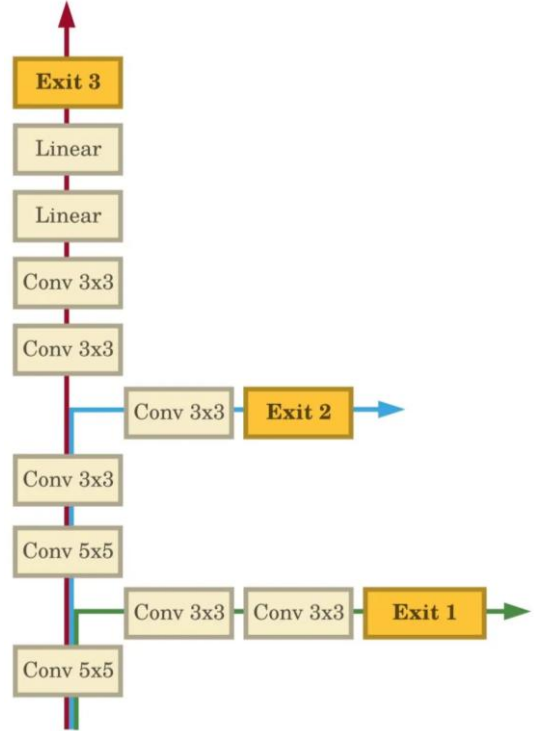 Exit 3
Linear
Linear
Conv 3x3
Conv 3x3
Conv 3x3 Exit 2
Conv 3x3
Conv 5x5
Conv 3x3 Conv 3x3 Exit 1
Conv 5x5